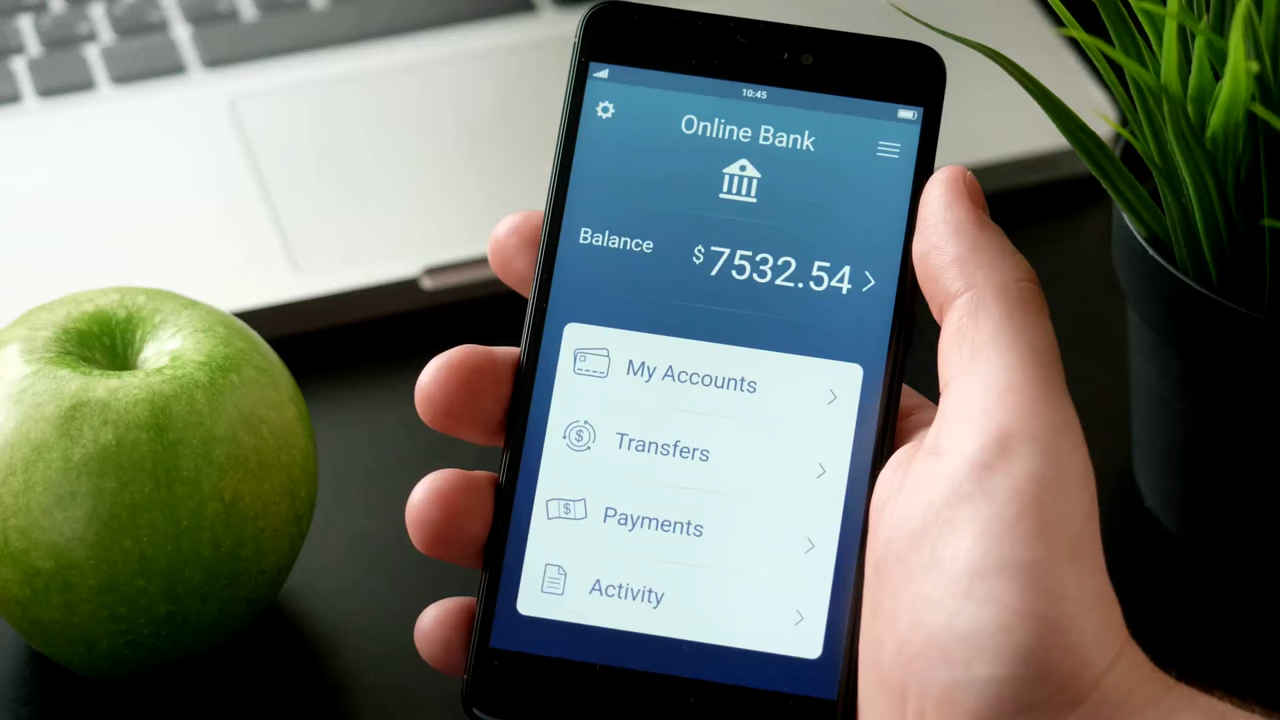 10:45
Online Bank
Balance $7532.54
My Accounts
Transfers
Payments
Activity